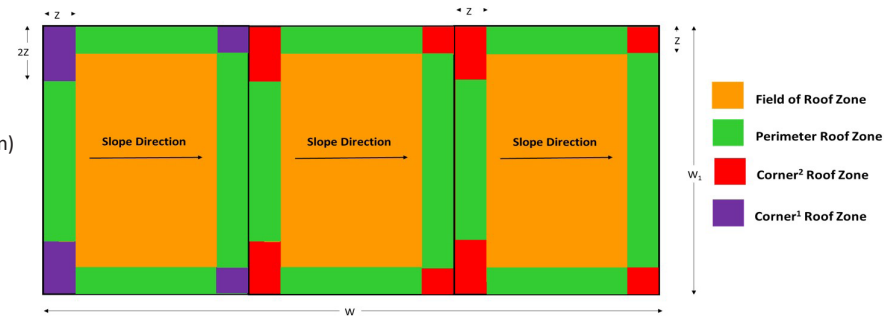 Z
Z
2Z
Z
n)
Slope Direction
Slope Direction
Slope Direction
W₁
W
Field of Roof Zone
Perimeter Roof Zone
Corner² Roof Zone
Corner¹ Roof Zone